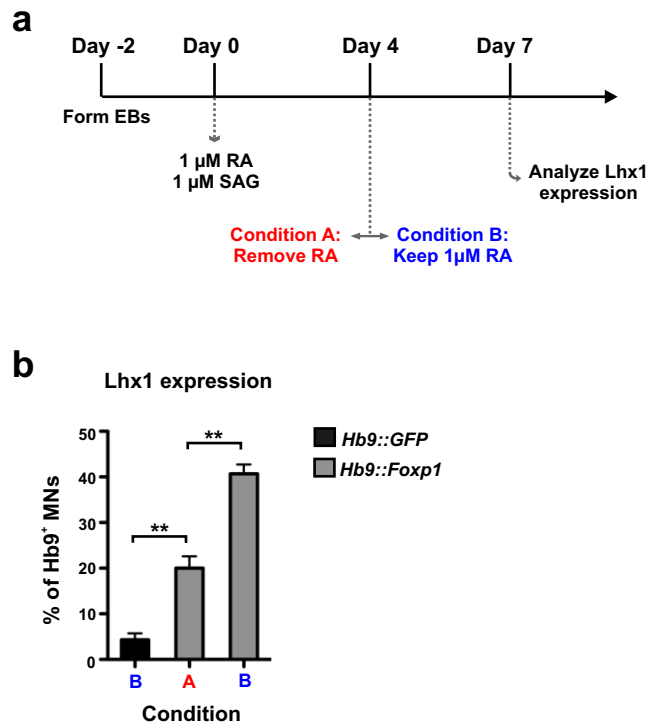 a
Day -2 Day 0 Day 4 Day 7
Form EBs
1 µM RA
1 µM SAG
Analyze Lhx1
expression
Condition A:
Remove RA
Condition B:
Keep 1µM RA
b
Lhx1 expression
Hb9::GFP
Hb9::Foxp1
% of Hb9⁺ MNs
50
40
30
20
10
0
**
**
B A B
Condition